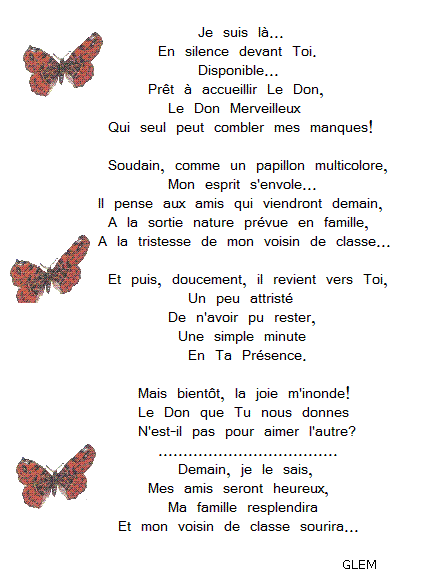 Je suis là...
En silence devant Toi.
Disponible...
Prêt à accueillir Le Don,
Le Don Merveilleux
Qui seul peut combler mes manques!
Soudain, comme un papillon multicolore,
Mon esprit s'envole...
Il pense aux amis qui viendront demain,
A la sortie nature prévue en famille,
A la tristesse de mon voisin de classe...
Et puis, doucement, il revient vers Toi,
Un peu attristé
De n'avoir pu rester,
Une simple minute
En Ta Présence.
Mais bientôt, la joie m'inonde!
Le Don que Tu nous donnes
N'est-il pas pour aimer l'autre?
....................................
Demain, je le sais,
Mes amis seront heureux,
Ma famille resplendira
Et mon voisin de classe sourira...
GLEM